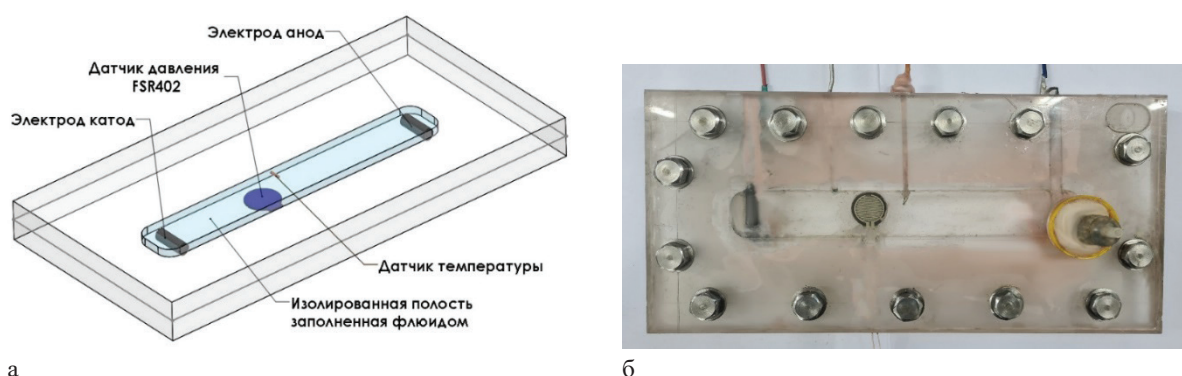 Электрод анод
Датчик давления
FSR402
Электрод катод
Датчик температуры
Изолированная полость
заполненная флюидом
а
б